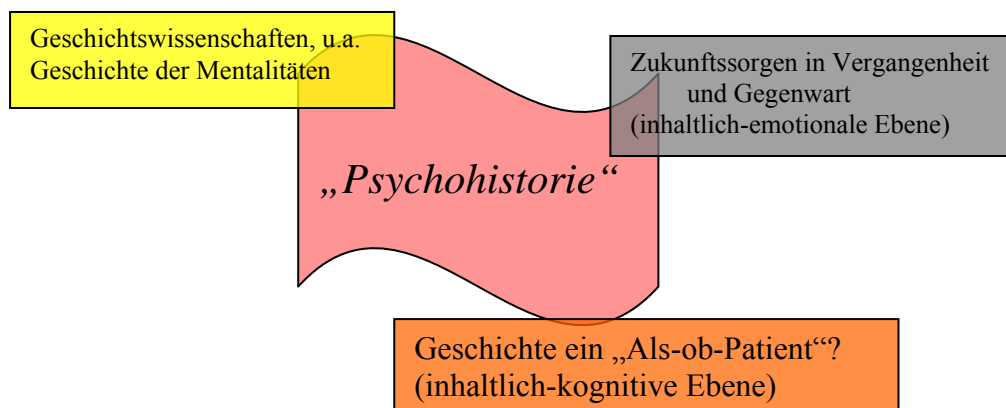 Geschichtswissenschaften, u.a.
Geschichte der Mentalitäten
Zukunftssorgen in Vergangenheit
und Gegenwart
(inhaltlich-emotionale Ebene)
„Psychohistorie“
Geschichte ein „Als-ob-Patient“?
(inhaltlich-kognitive Ebene)